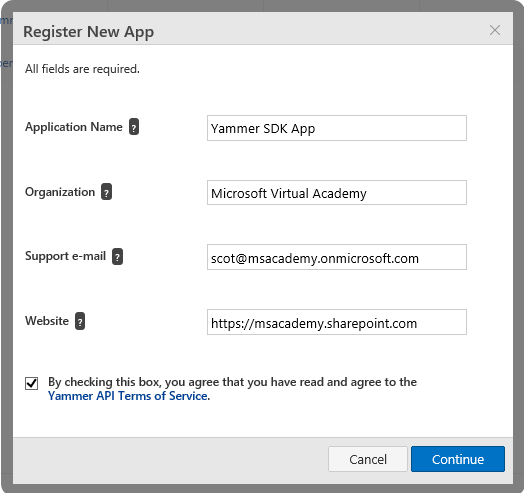 Register New App
All fields are required.
Application Name ?
Yammer SDK App
Organization ?
Microsoft Virtual Academy
Support e-mail ?
scot@msacademy.onmicrosoft.com
Website ?
https://msacademy.sharepoint.com
By checking this box, you agree that you have read and agree to the
Yammer API Terms of Service.
Cancel
Continue